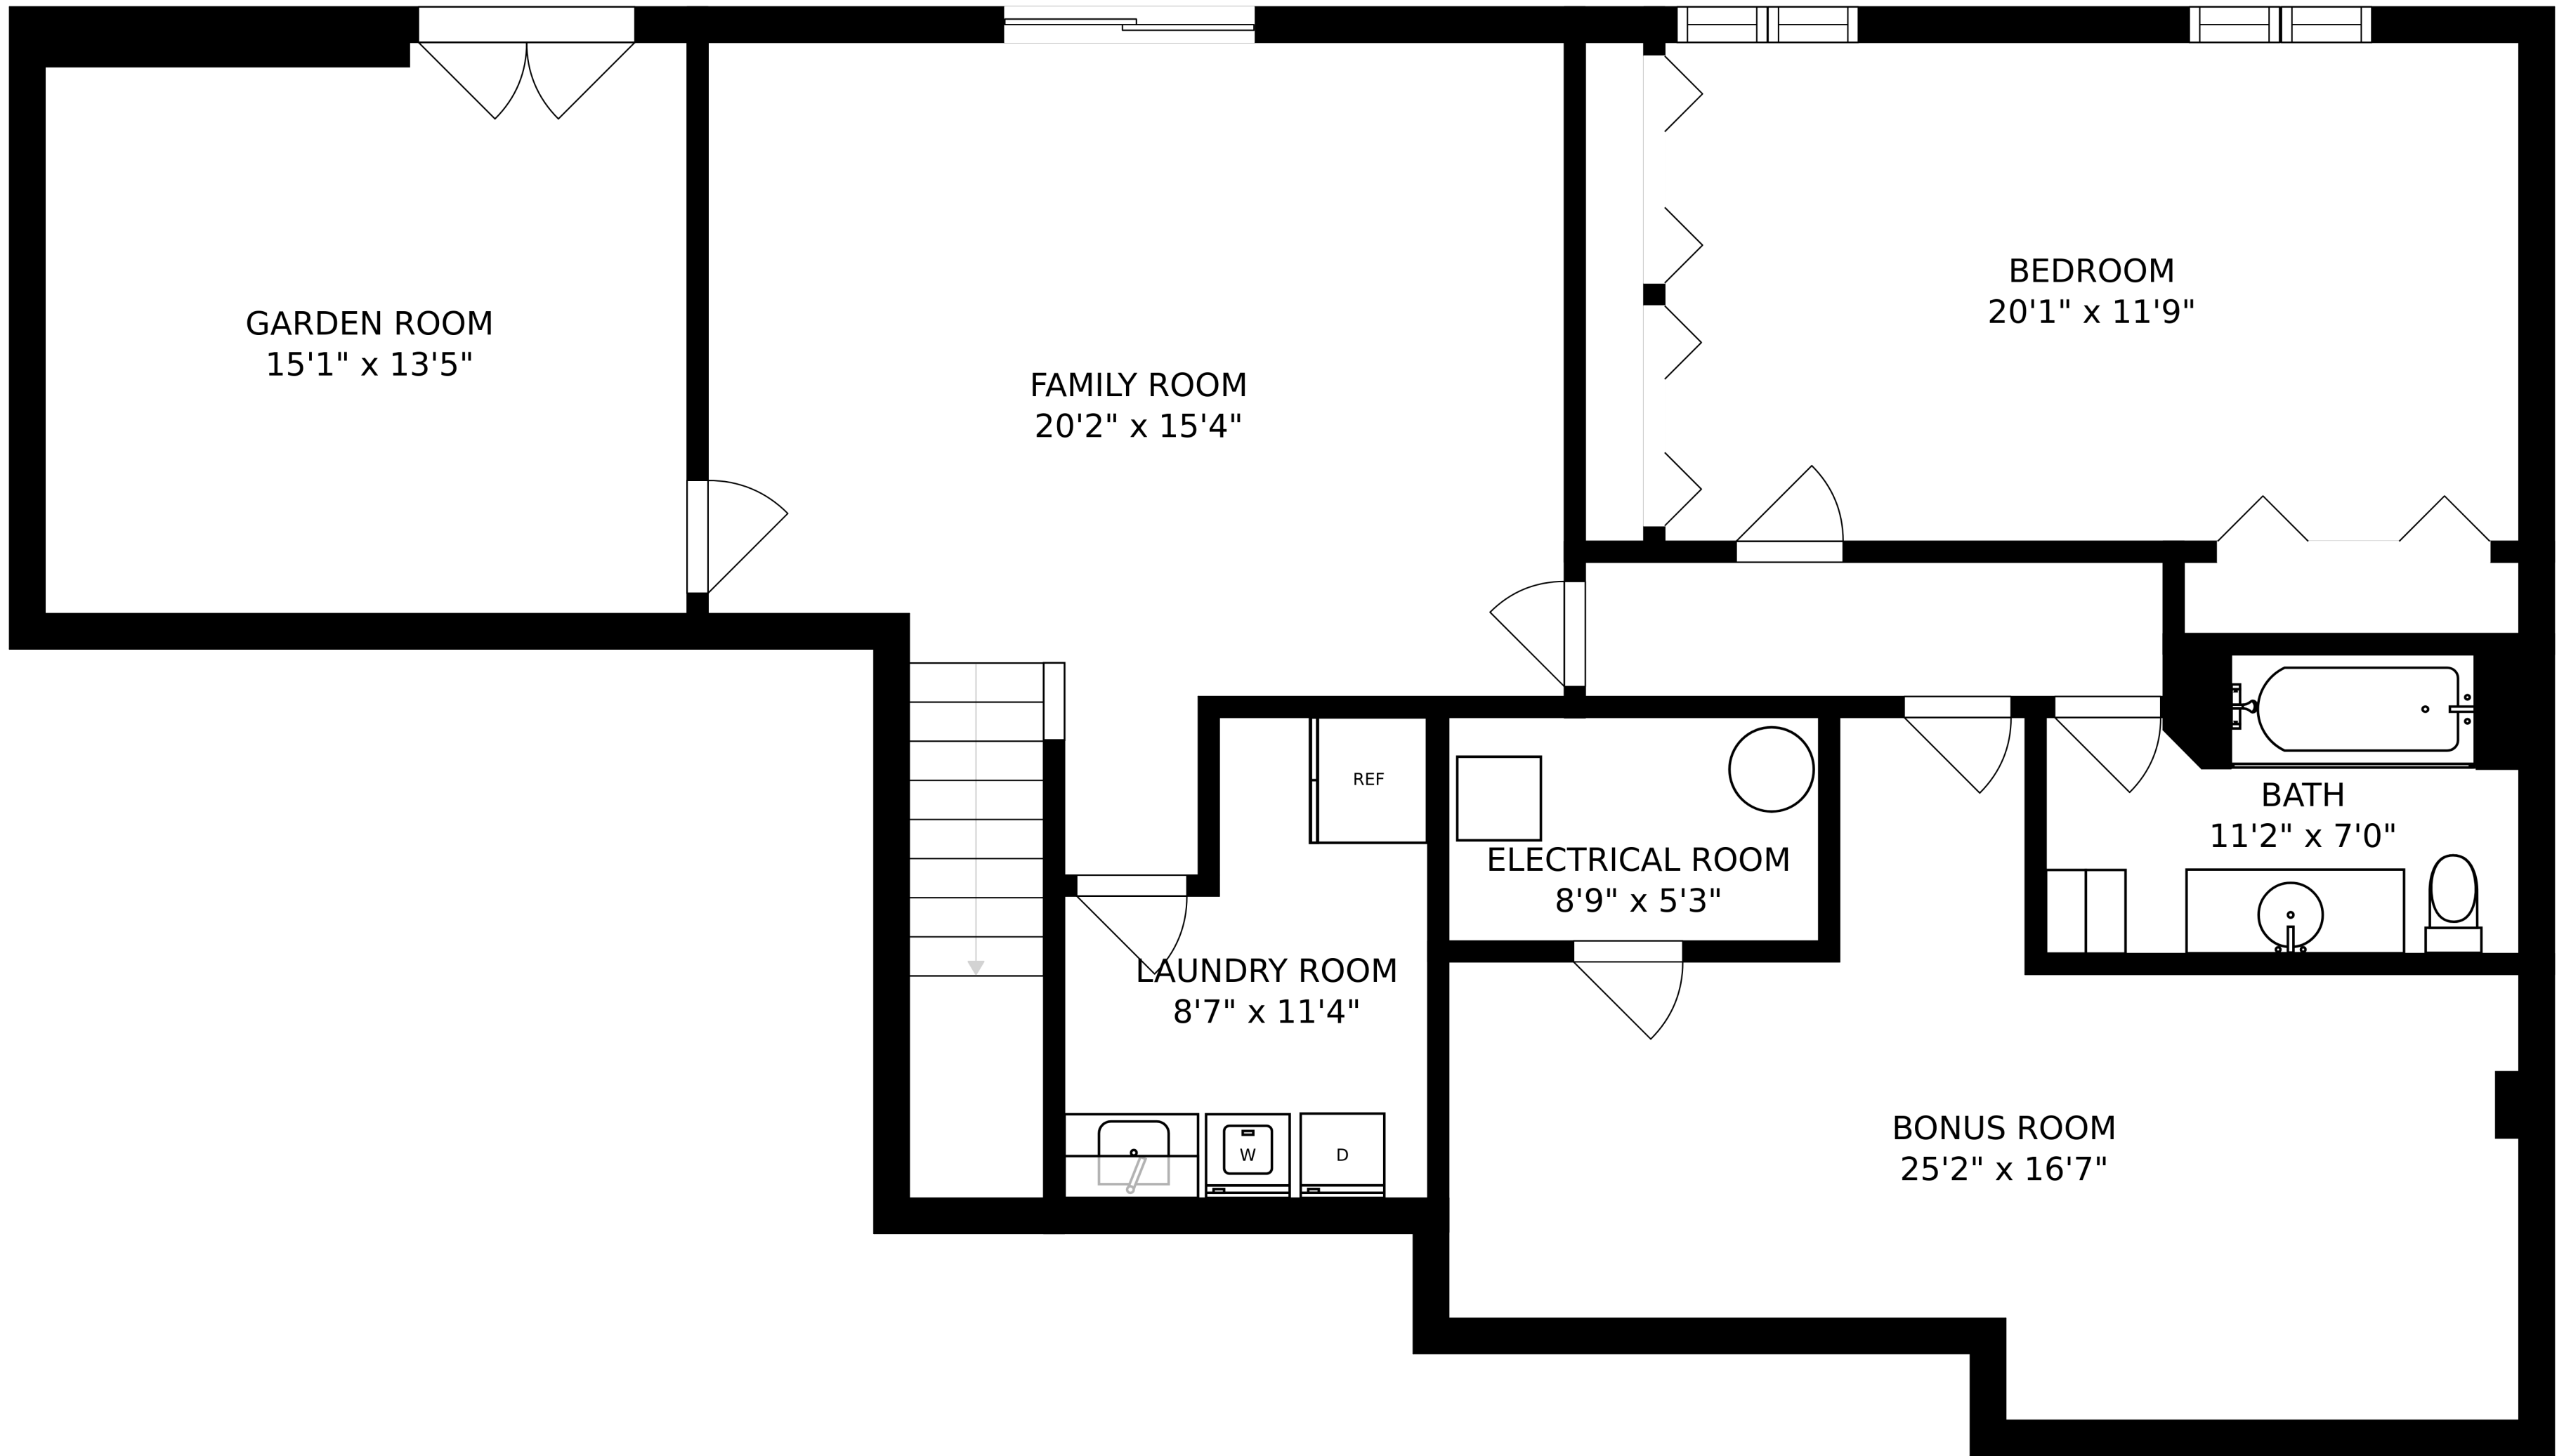 GARDEN ROOM
15'1" x 13'5"
FAMILY ROOM
20'2" x 15'4"
BEDROOM
20'1" x 11'9"
REF
ELECTRICAL ROOM
8'9" x 5'3"
BATH
11'2" x 7'0"
LAUNDRY ROOM
8'7" x 11'4"
W
D
BONUS ROOM
25'2" x 16'7"